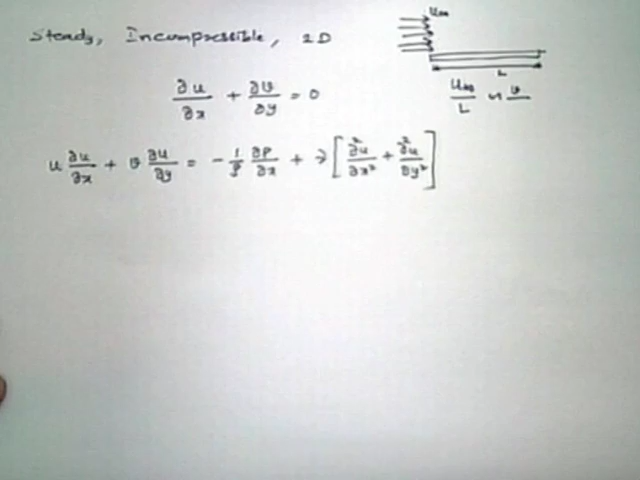 Steady, Incompressible, 2D
U∞
L
∂u/∂x + ∂v/∂y = 0
U∞/L ~ v/
u ∂u/∂x + v ∂u/∂y = - 1/ρ ∂P/∂x + ν [ ∂²u/∂x² + ∂²u/∂y² ]